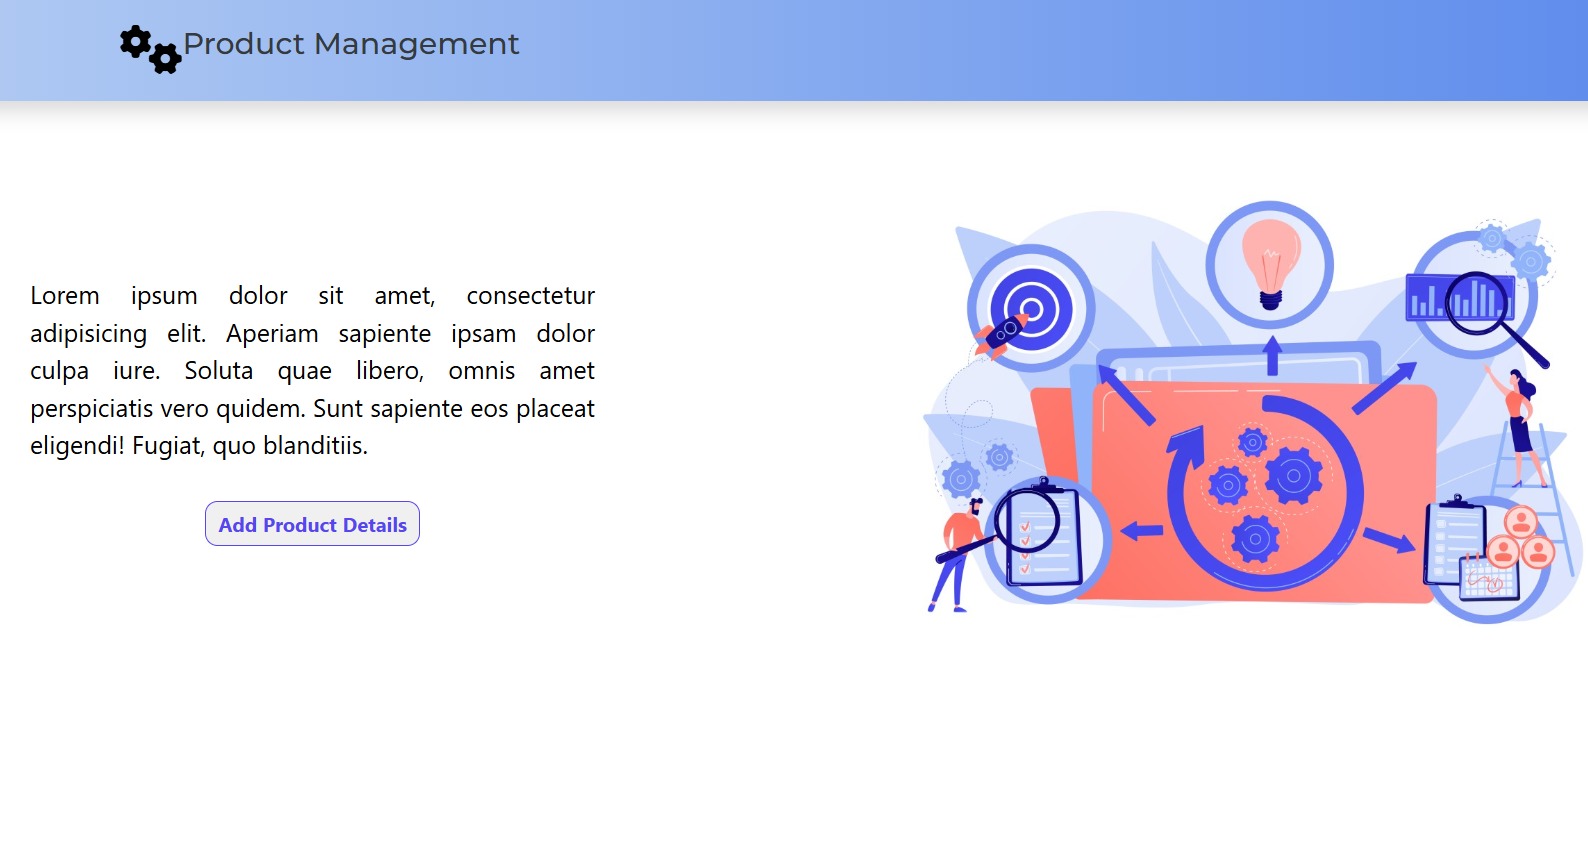 Product Management
Lorem ipsum dolor sit amet, consectetur
adipisicing elit. Aperiam sapiente ipsam dolor
culpa iure. Soluta quae libero, omnis amet
perspiciatis vero quidem. Sunt sapiente eos placeat
eligendi! Fugiat, quo blanditiis.
Add Product Details